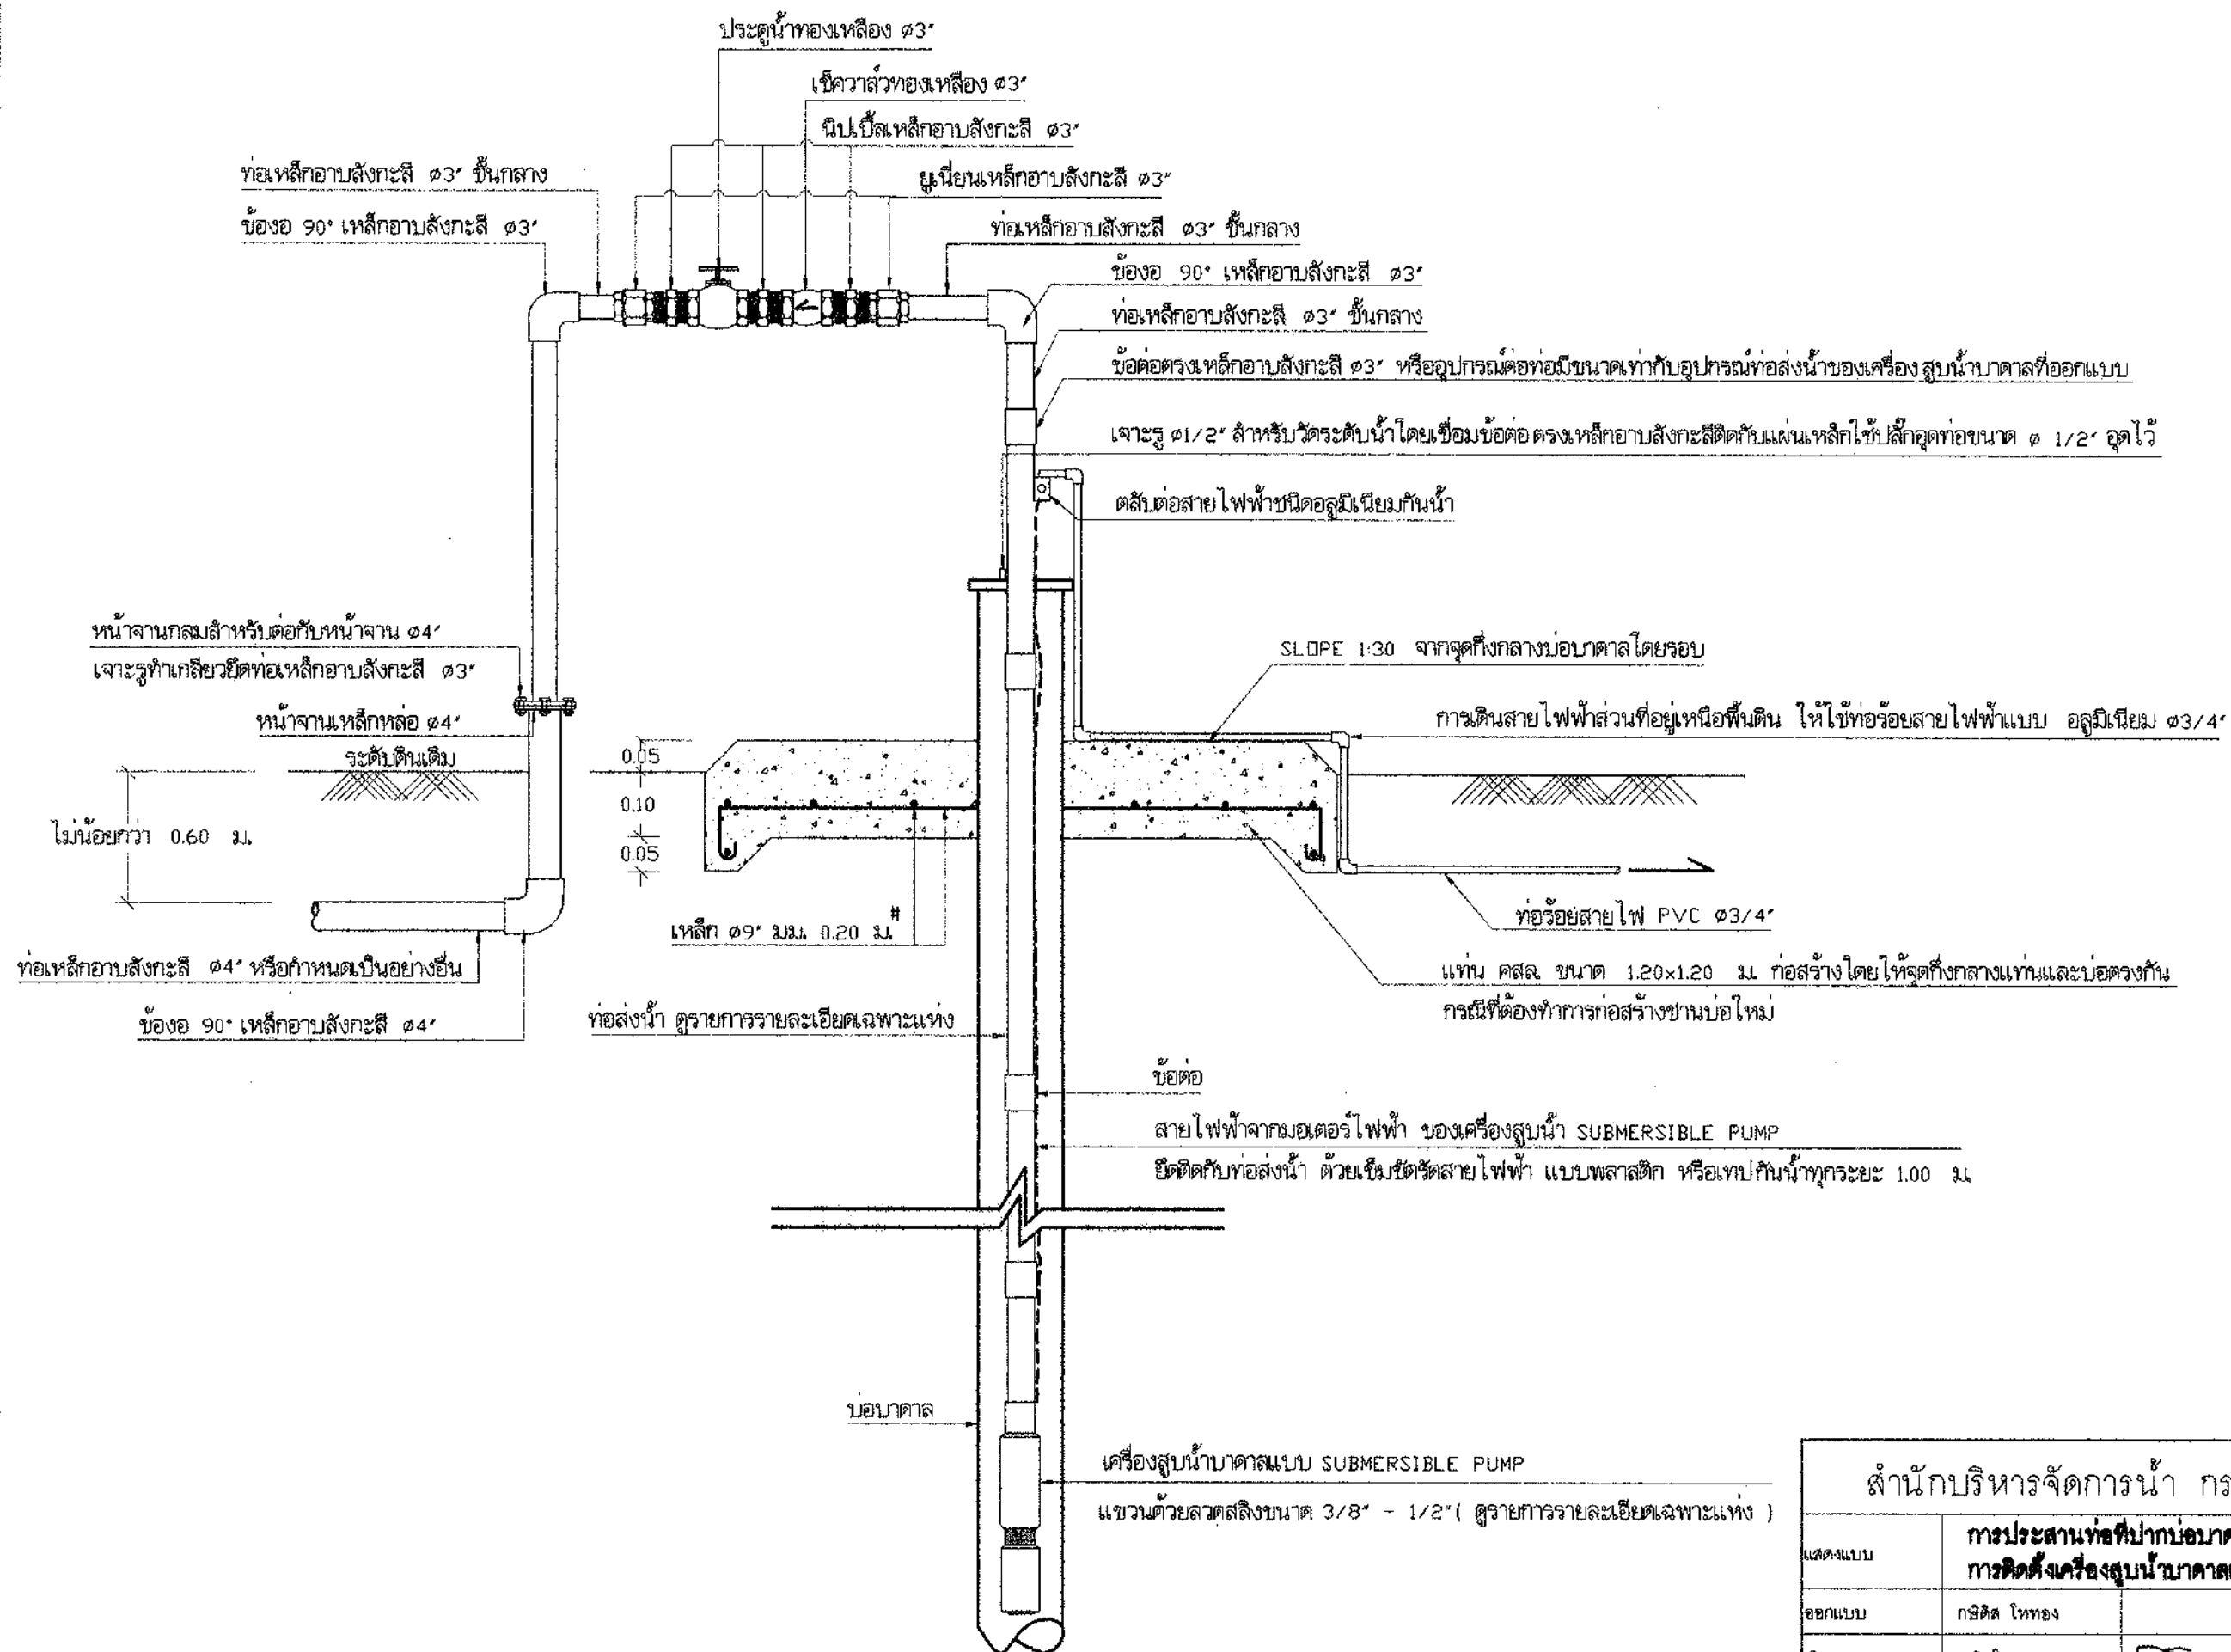 ประตูน้ำทองเหลือง ø3"
เช็ควาล์วทองเหลือง ø3"
นิปเปิ้ลเหล็กอาบสังกะสี ø3"
ท่อเหล็กอาบสังกะสี ø3" ชั้นกลาง
ยูเนี่ยนเหล็กอาบสังกะสี ø3"
ข้องอ 90° เหล็กอาบสังกะสี ø3"
ท่อเหล็กอาบสังกะสี ø3" ชั้นกลาง
ข้องอ 90° เหล็กอาบสังกะสี ø3"
ท่อเหล็กอาบสังกะสี ø3" ชั้นกลาง
ข้อต่อตรงเหล็กอาบสังกะสี ø3" หรืออุปกรณ์ต่อท่อมีขนาดเท่ากับอุปกรณ์ท่อส่งน้ำของเครื่องสูบน้ำบาดาลที่ออกแบบ
เจาะรู ø1/2" สำหรับวัดระดับน้ำโดยเชื่อมข้อต่อตรงเหล็กอาบสังกะสีติดกับแผ่นเหล็กใช้ปลั๊กอุดท่อขนาด ø 1/2" อุดไว้
ตลับต่อสายไฟฟ้าชนิดอลูมิเนียมกันน้ำ
หน้าจานกลมสำหรับต่อกับหน้าจาน ø4"
เจาะรูทำเกลียวยึดท่อเหล็กอาบสังกะสี ø3"
SLOPE 1:30 จากจุดกึ่งกลางบ่อบาดาลโดยรอบ
หน้าจานเหล็กหล่อ ø4"
การเดินสายไฟฟ้าส่วนที่อยู่เหนือพื้นดิน ให้ใช้ท่อร้อยสายไฟฟ้าแบบ อลูมิเนียม ø3/4"
ระดับดินเดิม
0.05
0.10
ไม่น้อยกว่า 0.60 ม.
0.05
เหล็ก ø9" มม. 0.20 ม.#
ท่อร้อยสายไฟ PVC ø3/4"
ท่อเหล็กอาบสังกะสี ø4" หรือกำหนดเป็นอย่างอื่น
แท่น คสล. ขนาด 1.20x1.20 ม. ก่อสร้างโดยให้จุดกึ่งกลางแท่นและบ่อตรงกัน
กรณีที่ต้องทำการก่อสร้างชานบ่อใหม่
ข้องอ 90° เหล็กอาบสังกะสี ø4"
ท่อส่งน้ำ ดูรายการรายละเอียดเฉพาะแห่ง
ข้อต่อ
สายไฟฟ้าจากมอเตอร์ไฟฟ้า ของเครื่องสูบน้ำ SUBMERSIBLE PUMP
ยึดติดกับท่อส่งน้ำ ด้วยเข็มขัดรัดสายไฟฟ้า แบบพลาสติก หรือเทปกันน้ำทุกระยะ 1.00 ม.
บ่อบาดาล
เครื่องสูบน้ำบาดาลแบบ SUBMERSIBLE PUMP
แขวนด้วยลวดสลิงขนาด 3/8" - 1/2" ( ดูรายการรายละเอียดเฉพาะแห่ง )
สำนักบริหารจัดการน้ำ กร
แสดงแบบ
การประสานท่อที่ปากบ่อบาด
การติดตั้งเครื่องสูบน้ำบาดาล
ออกแบบ
กษิดิส โททอง